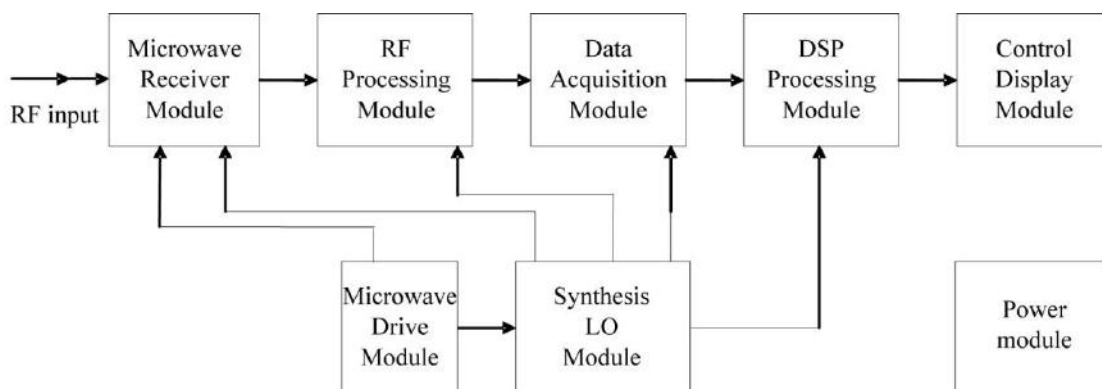 Microwave
Receiver
Module
RF
Processing
Module
Data
Acquisition
Module
DSP
Processing
Module
Control
Display
Module
RF input
Microwave
Drive
Module
Synthesis
LO
Module
Power
module